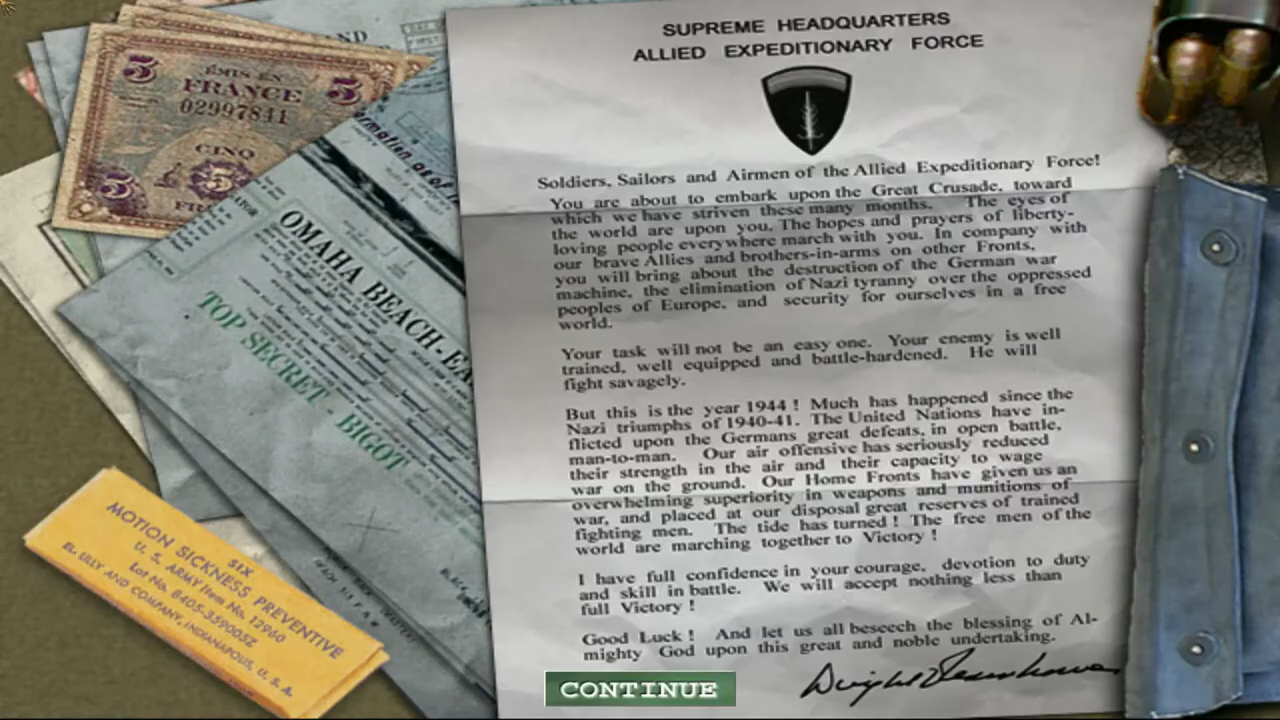 ÉMIS EN
FRANCE
02997841
5
5
CINQ
5
5
OMAHA BEACH-
TOP SECRET - BIGOT
SIX
MOTION SICKNESS PREVENTIVE
U. S. ARMY Item No. 12960
Lot No. 8405-359005Z
ELI LILLY AND COMPANY, INDIANAPOLIS, U. S. A.
SUPREME HEADQUARTERS
ALLIED EXPEDITIONARY FORCE
Soldiers, Sailors and Airmen of the Allied Expeditionary Force!
You are about to embark upon the Great Crusade, toward
which we have striven these many months. The eyes of
the world are upon you. The hopes and prayers of liberty-
loving people everywhere march with you. In company with
our brave Allies and brothers-in-arms on other Fronts,
you will bring about the destruction of the German war
machine, the elimination of Nazi tyranny over the oppressed
peoples of Europe, and security for ourselves in a free
world.
Your task will not be an easy one. Your enemy is well
trained, well equipped and battle-hardened. He will
fight savagely.
But this is the year 1944 ! Much has happened since the
Nazi triumphs of 1940-41. The United Nations have in-
flicted upon the Germans great defeats, in open battle,
man-to-man. Our air offensive has seriously reduced
their strength in the air and their capacity to wage
war on the ground. Our Home Fronts have given us an
overwhelming superiority in weapons and munitions of
war, and placed at our disposal great reserves of trained
fighting men. The tide has turned ! The free men of the
world are marching together to Victory !
I have full confidence in your courage, devotion to duty
and skill in battle. We will accept nothing less than
full Victory !
Good Luck ! And let us all beseech the blessing of Al-
mighty God upon this great and noble undertaking.
Dwight D Eisenhower
CONTINUE